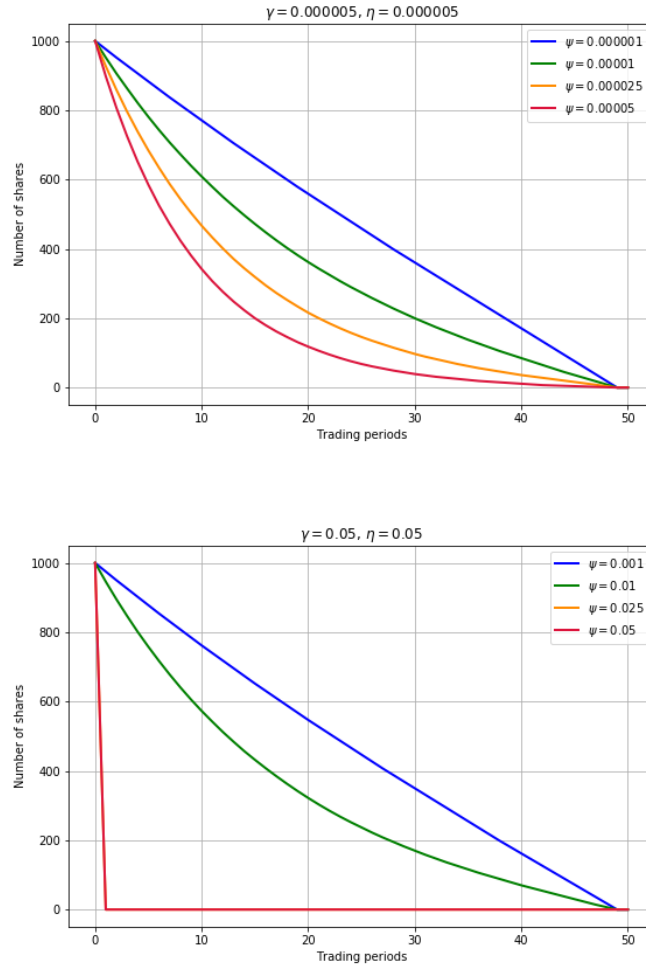 γ = 0.000005, η = 0.000005
1000
800
600
400
200
0
Number of shares
ψ = 0.000001
ψ = 0.00001
ψ = 0.000025
ψ = 0.00005
0 10 20 30 40 50
Trading periods
γ = 0.05, η = 0.05
1000
800
600
400
200
0
Number of shares
ψ = 0.001
ψ = 0.01
ψ = 0.025
ψ = 0.05
0 10 20 30 40 50
Trading periods